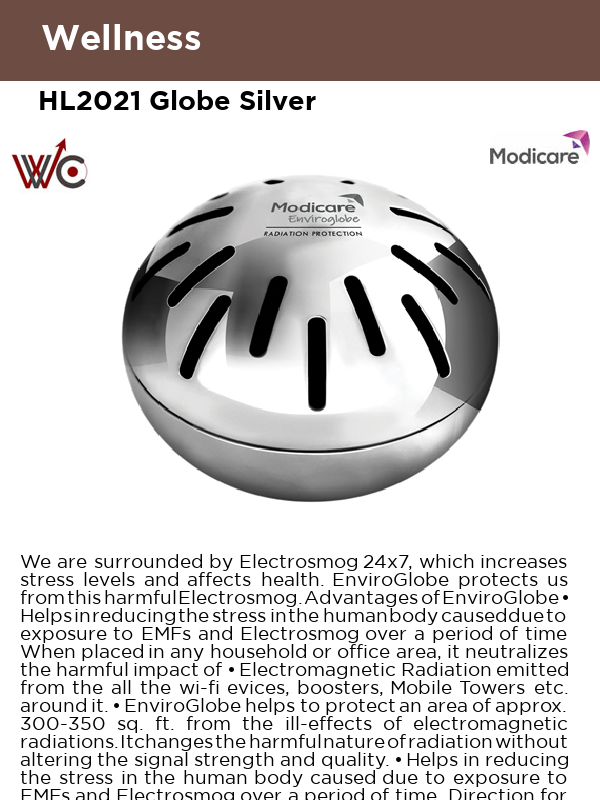 Wellness
HL2021 Globe Silver
WC
Modicare
Modicare
Enviroglobe
RADIATION PROTECTION
We are surrounded by Electrosmog 24x7, which increases
stress levels and affects health. EnviroGlobe protects us
from this harmful Electrosmog. Advantages of EnviroGlobe •
Helps in reducing the stress in the human body caused due to
exposure to EMFs and Electrosmog over a period of time
When placed in any household or office area, it neutralizes
the harmful impact of • Electromagnetic Radiation emitted
from the all the wi-fi evices, boosters, Mobile Towers etc.
around it. • EnviroGlobe helps to protect an area of approx.
300-350 sq. ft. from the ill-effects of electromagnetic
radiations. It changes the harmful nature of radiation without
altering the signal strength and quality. • Helps in reducing
the stress in the human body caused due to exposure to
EMFs and Electrosmog over a period of time. Direction for